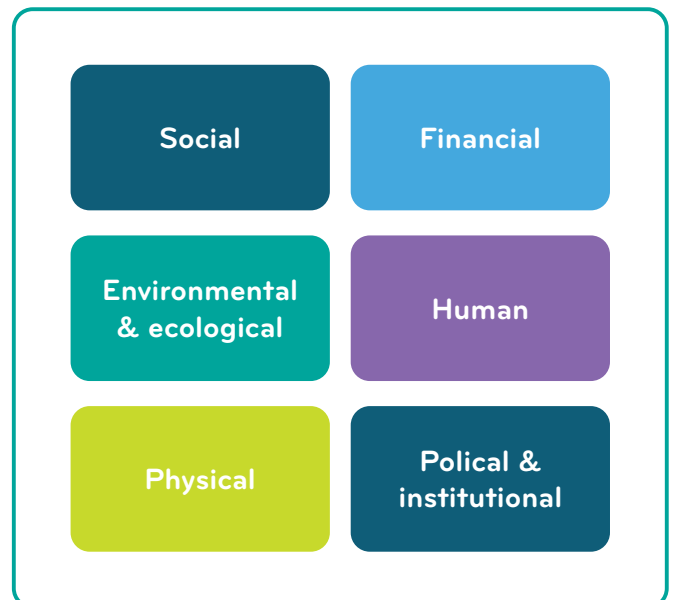 Social
Financial
Environmental
& ecological
Human
Physical
Polical &
institutional